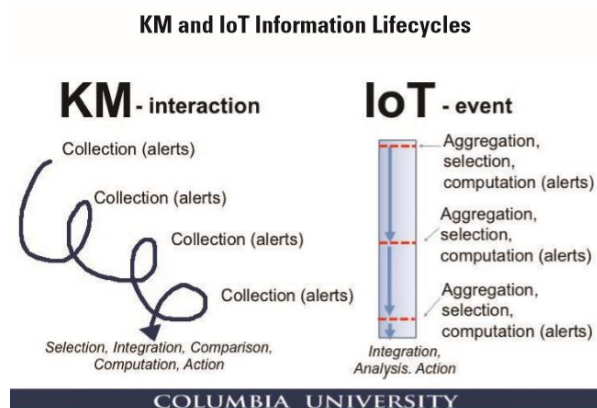 KM and IoT Information Lifecycles
KM - interaction
Collection (alerts)
Collection (alerts)
Collection (alerts)
Collection (alerts)
Selection, Integration, Comparison,
Computation, Action
IoT - event
Aggregation,
selection,
computation (alerts)
Aggregation,
selection,
computation (alerts)
Aggregation,
selection,
computation (alerts)
Integration,
Analysis. Action
COLUMBIA UNIVERSITY